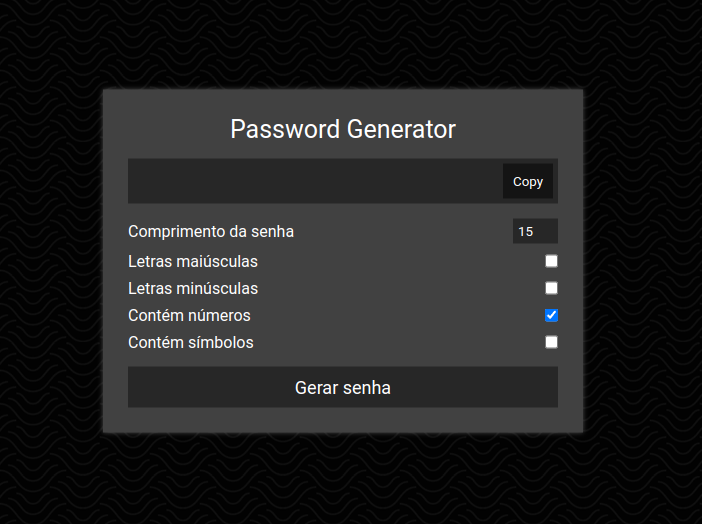 Password Generator
Copy
Comprimento da senha 15
Letras maiúsculas
Letras minúsculas
Contém números
Contém símbolos
Gerar senha